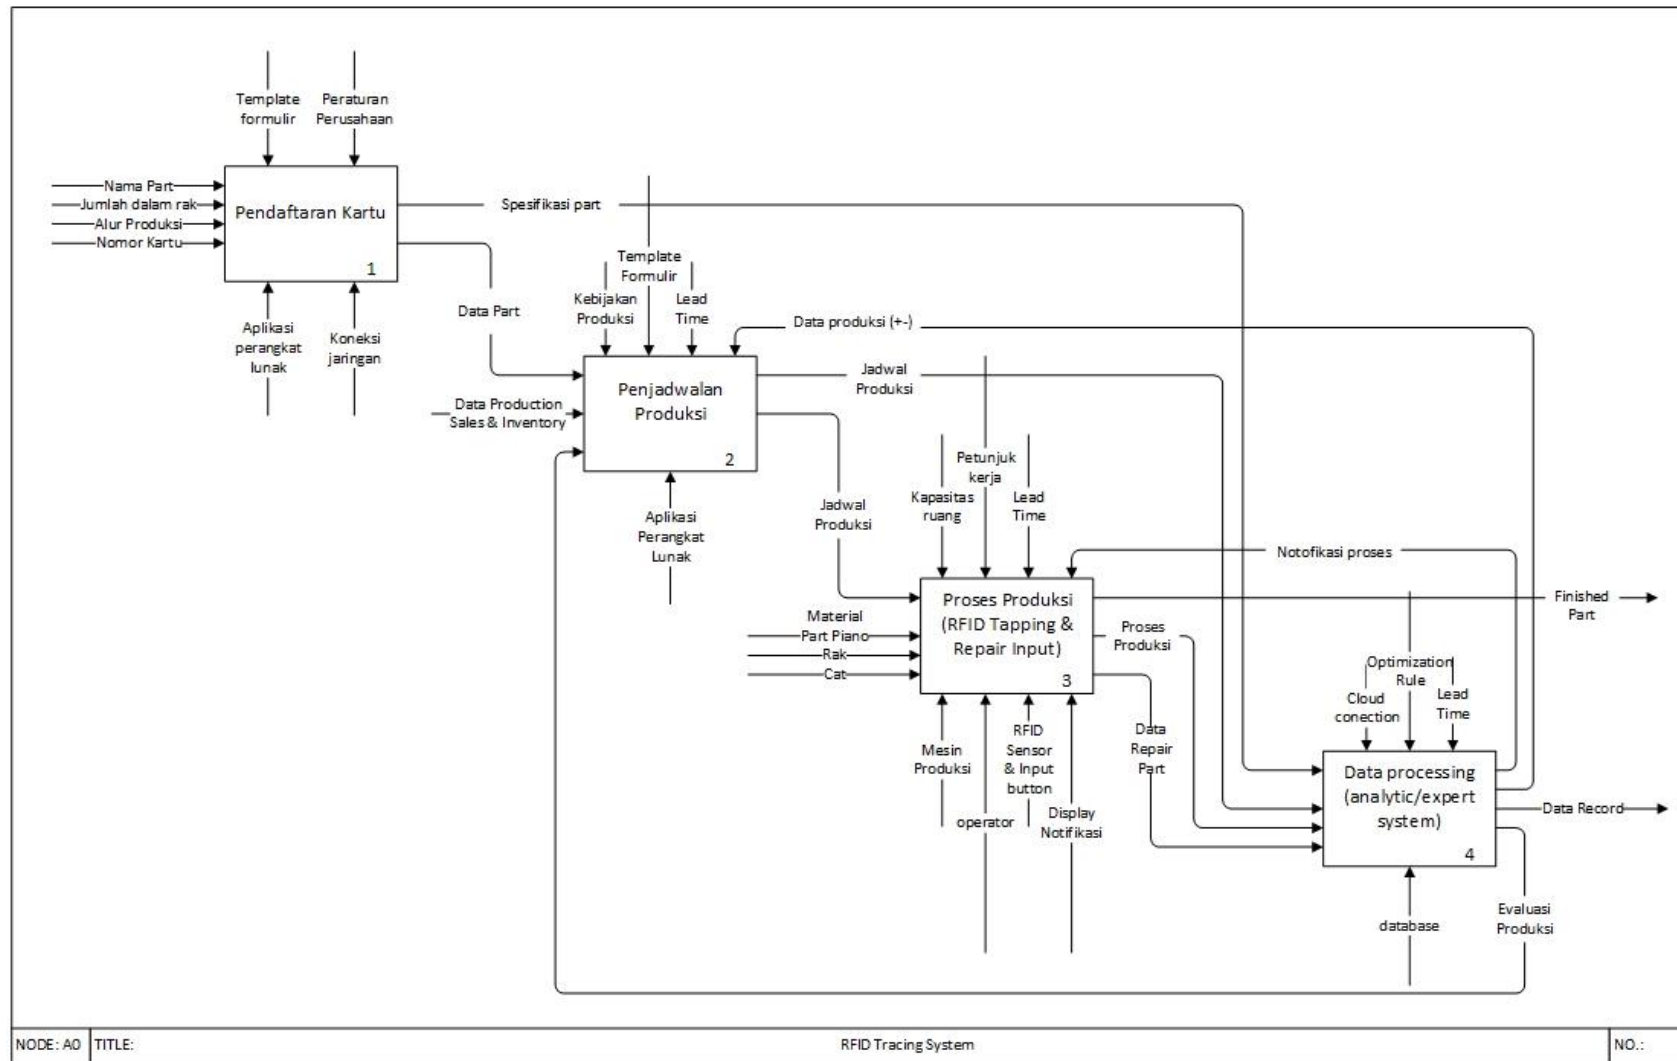 Template
formulir
Peraturan
Perusahaan
Nama Part
Jumlah dalam rak
Alur Produksi
Nomor Kartu
Pendaftaran Kartu
1
Spesifikasi part
Aplikasi
perangkat
lunak
Koneksi
jaringan
Data Part
Template
Formulir
Kebijakan
Produksi
Lead
Time
Data produksi (+-)
Data Production
Sales & Inventory
Penjadwalan
Produksi
2
Jadwal
Produksi
Aplikasi
Perangkat
Lunak
Jadwal
Produksi
Kapasitas
ruang
Petunjuk
kerja
Lead
Time
Notofikasi proses
Material
Part Piano
Rak
Cat
Proses Produksi
(RFID Tapping &
Repair Input)
3
Finished
Part
Proses
Produksi
Mesin
Produksi
operator
RFID
Sensor
& Input
button
Display
Notifikasi
Data
Repair
Part
Optimization
Rule
Cloud
conection
Lead
Time
Data processing
(analytic/expert
system)
4
Data Record
database
Evaluasi
Produksi
NODE: A0
TITLE:
RFID Tracing System
NO.: